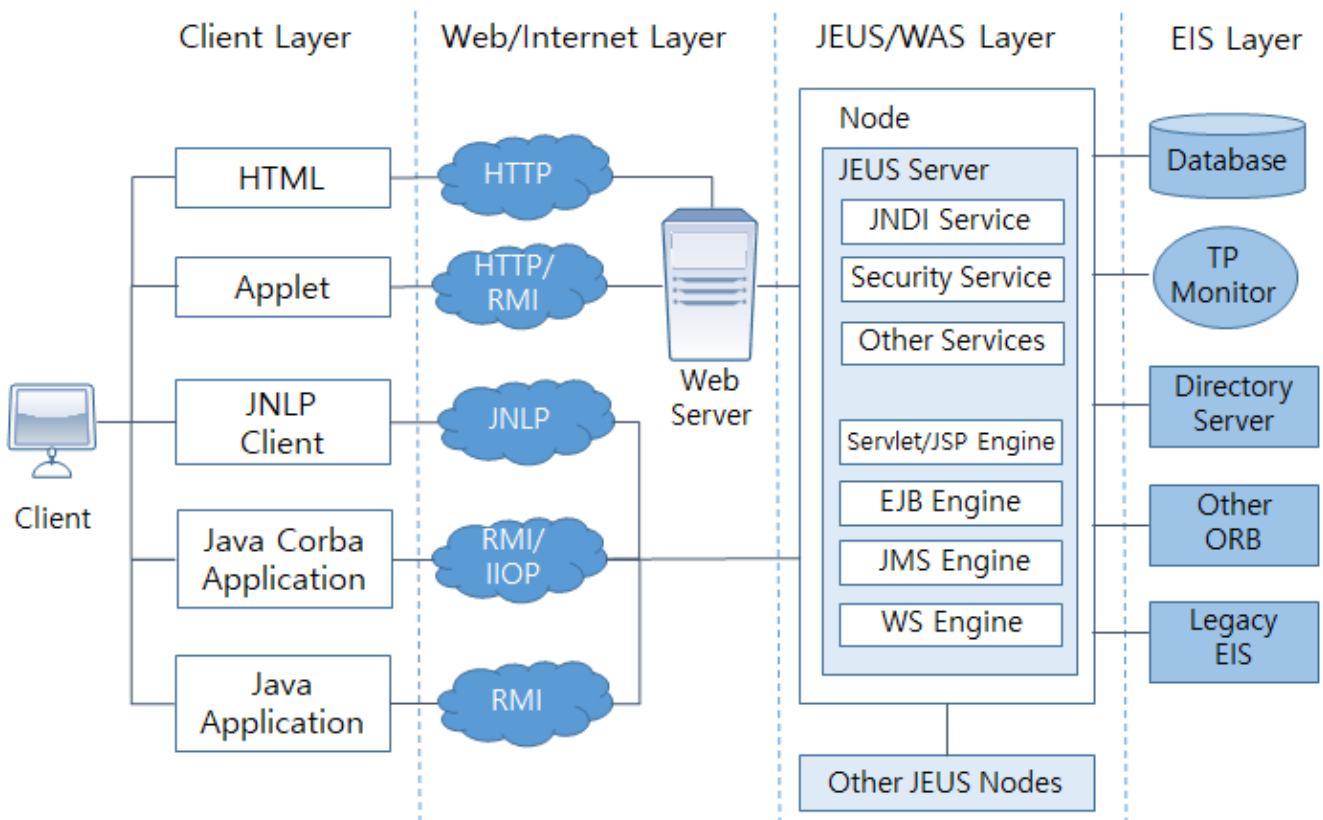 Client Layer
Web/Internet Layer
JEUS/WAS Layer
EIS Layer
Client
HTML
Applet
JNLP
Client
Java Corba
Application
Java
Application
HTTP
HTTP/
RMI
JNLP
RMI/
IIOP
RMI
Web
Server
Node
JEUS Server
JNDI Service
Security Service
Other Services
Servlet/JSP Engine
EJB Engine
JMS Engine
WS Engine
Other JEUS Nodes
Database
TP
Monitor
Directory
Server
Other
ORB
Legacy
EIS